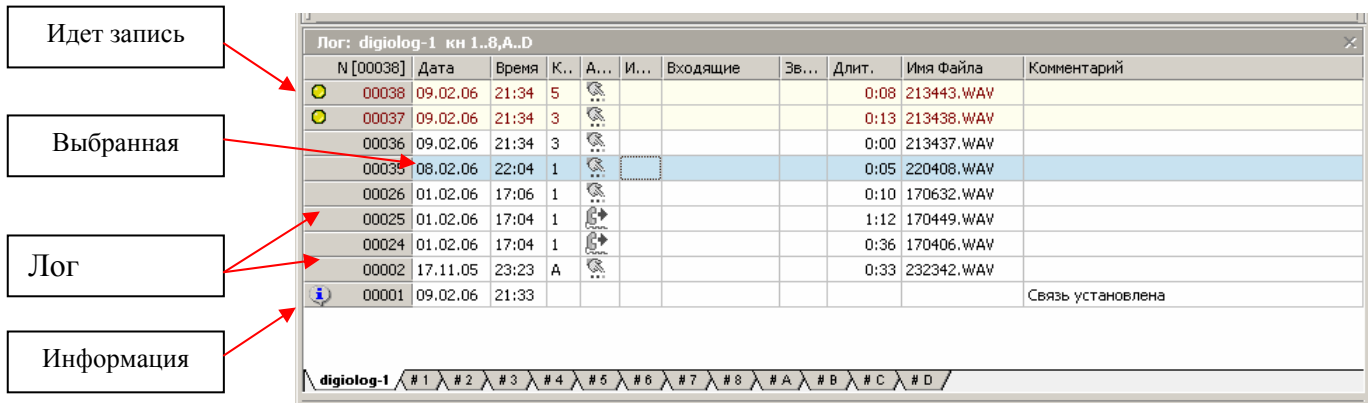 Идет запись
Выбранная
Лог
Информация
Лог: digiolog-1 кн 1..8,A..D
N [00038] Дата Время К.. А... И... Входящие Зв... Длит. Имя Файла Комментарий
00038 09.02.06 21:34 5 0:08 213443.WAV
00037 09.02.06 21:34 3 0:13 213438.WAV
00036 09.02.06 21:34 3 0:00 213437.WAV
00035 08.02.06 22:04 1 0:05 220408.WAV
00026 01.02.06 17:06 1 0:10 170632.WAV
00025 01.02.06 17:04 1 1:12 170449.WAV
00024 01.02.06 17:04 1 0:36 170406.WAV
00002 17.11.05 23:23 A 0:33 232342.WAV
00001 09.02.06 21:33 Связь установлена
digiolog-1 # 1 # 2 # 3 # 4 # 5 # 6 # 7 # 8 # A # B # C # D